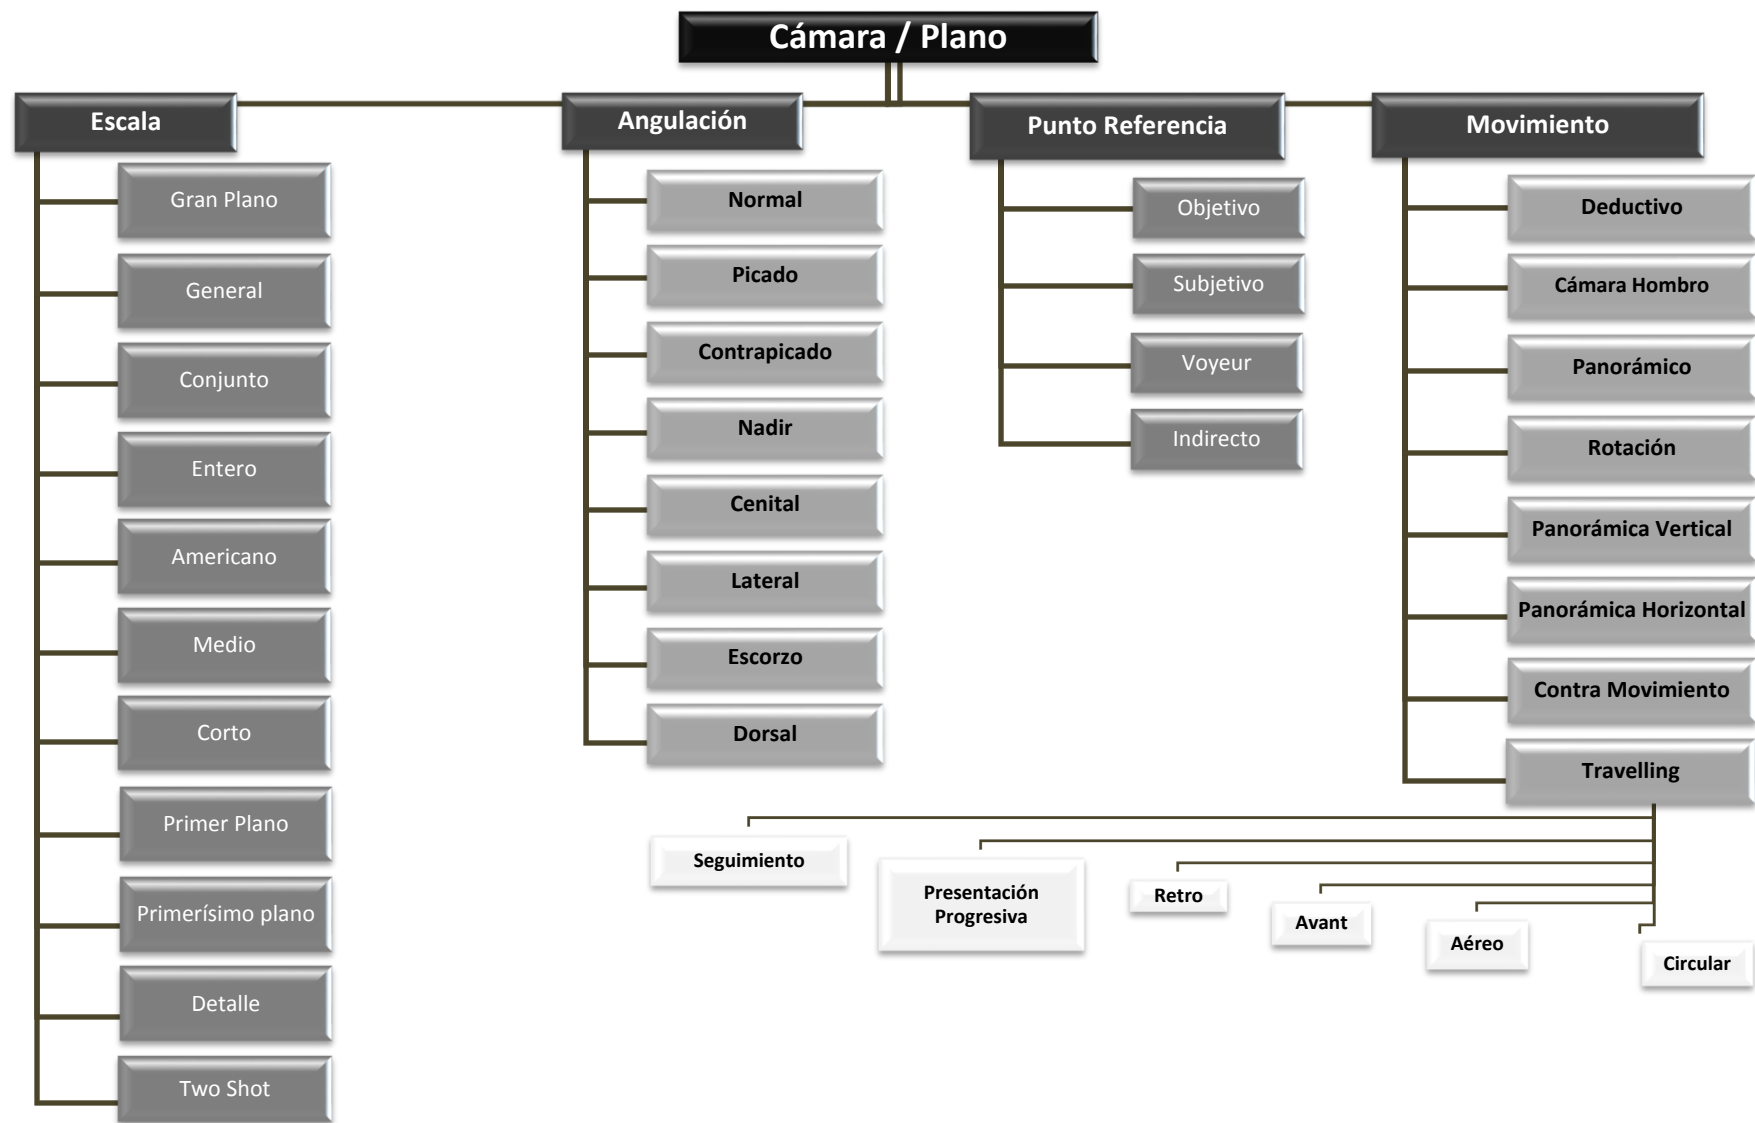 Cámara / Plano
Escala
Gran Plano
General
Conjunto
Entero
Americano
Medio
Corto
Primer Plano
Primerísimo plano
Detalle
Two Shot
Angulación
Normal
Picado
Contrapicado
Nadir
Cenital
Lateral
Escorzo
Dorsal
Punto Referencia
Objetivo
Subjetivo
Voyeur
Indirecto
Movimiento
Deductivo
Cámara Hombro
Panorámico
Rotación
Panorámica Vertical
Panorámica Horizontal
Contra Movimiento
Travelling
Seguimiento
Presentación
Progresiva
Retro
Avant
Aéreo
Circular